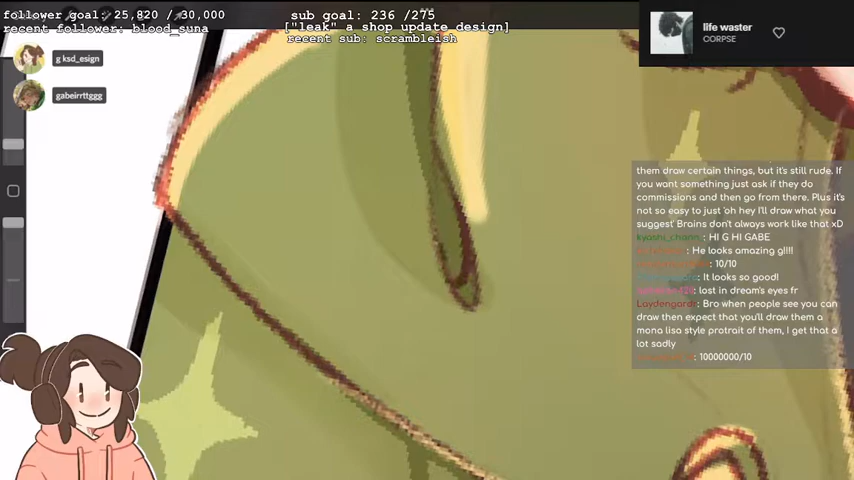 follower goal: 25,820 / 30,000
recent follower: blood_suna
sub goal: 236 /275
["leak" a shop update design]
recent sub: scrambleish
life waster
CORPSE
g ksd_esign
gabeirrttggg
them draw certain things, but it's still rude. If
you want something just ask if they do
commissions and then go from there. Plus it's
not so easy to just 'oh hey I'll draw what you
suggest' Brains don't always work like that xD
kyashi_chann : HI G HI GABE
: He looks amazing g!!!!
: 10/10
: It looks so good!
: lost in dream's eyes fr
Laydengardr: Bro when people see you can
draw then expect that you'll draw them a
mona lisa style protrait of them, I get that a
lot sadly
: 10000000/10